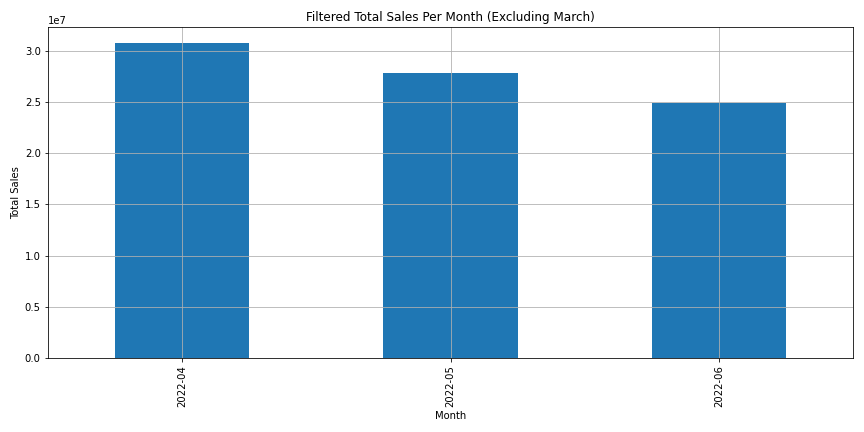 Filtered Total Sales Per Month (Excluding March)
1e7
3.0
2.5
2.0
1.5
1.0
0.5
0.0
Total Sales
2022-04
2022-05
2022-06
Month